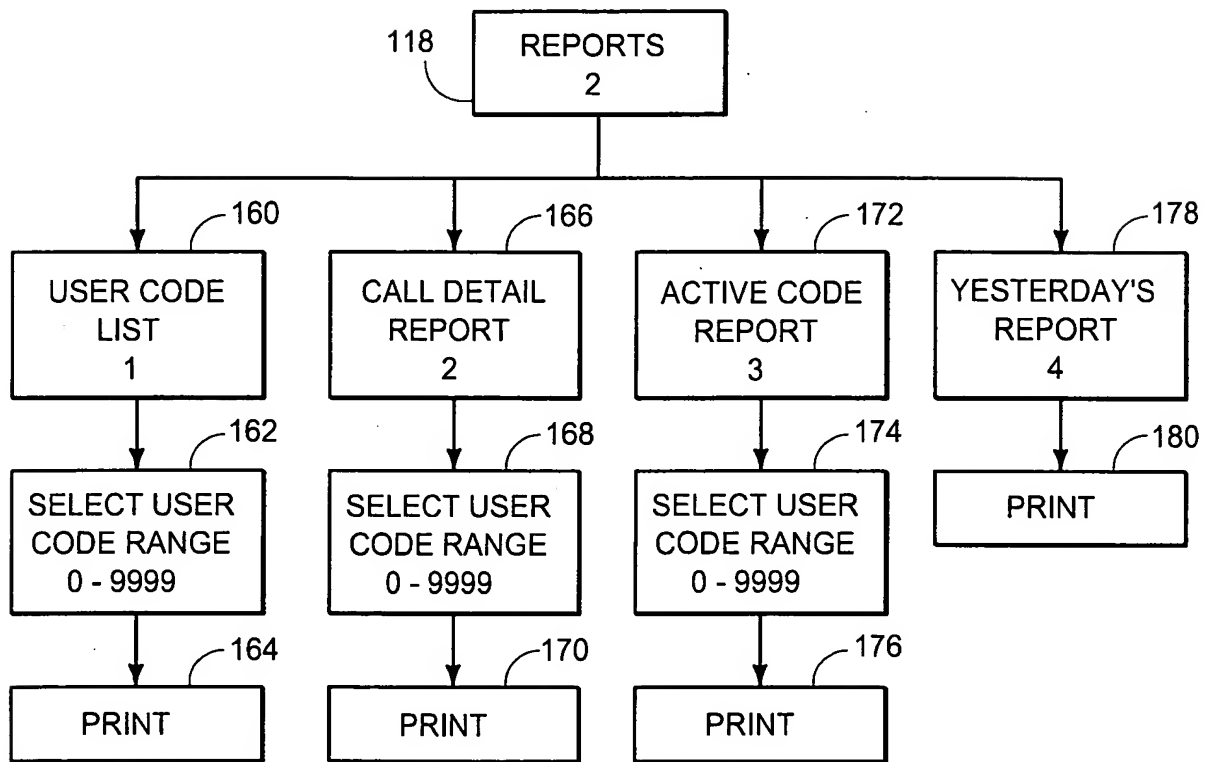 118
REPORTS
2
160
166
172
178
USER CODE
LIST
1
CALL DETAIL
REPORT
2
ACTIVE CODE
REPORT
3
YESTERDAY'S
REPORT
4
162
168
174
180
SELECT USER
CODE RANGE
0 - 9999
SELECT USER
CODE RANGE
0 - 9999
SELECT USER
CODE RANGE
0 - 9999
PRINT
164
170
176
PRINT
PRINT
PRINT